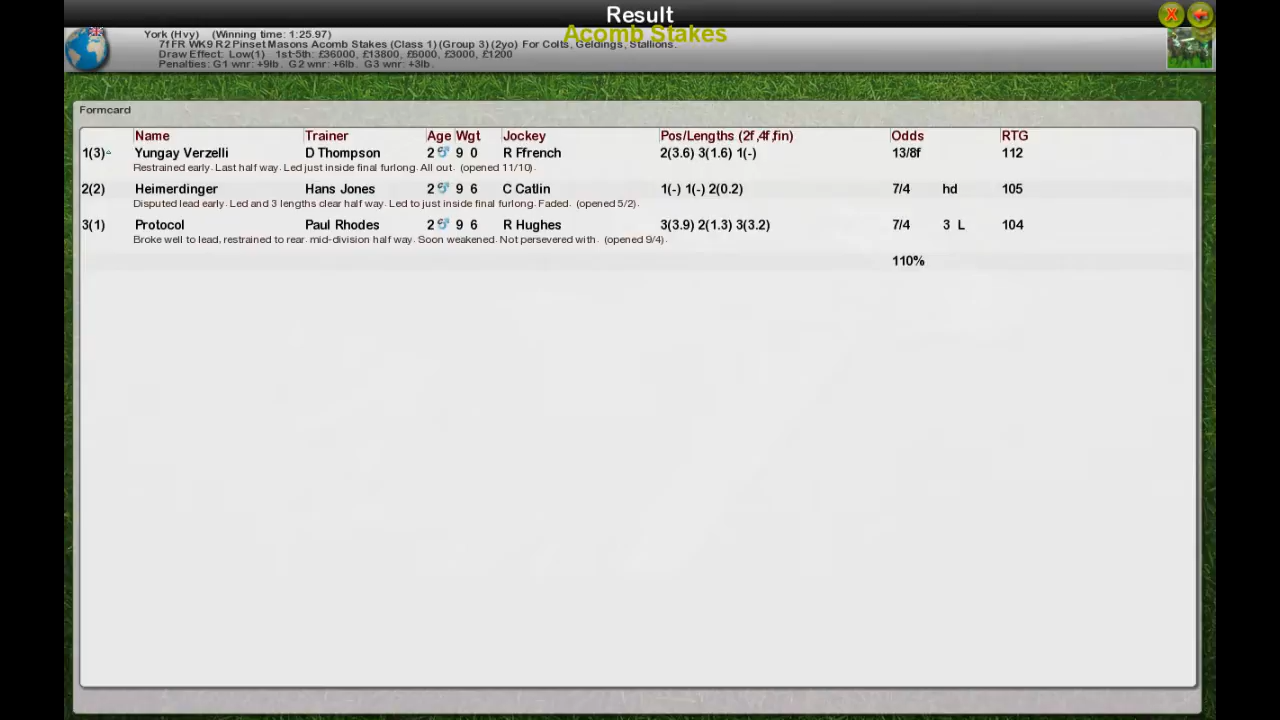 Result
Acomb Stakes
York (Hvy) (Winning time: 1:25.97)
7f FR WK9 R2 Pinset Masons Acomb Stakes (Class 1) (Group 3) (2yo) For Colts, Geldings, Stallions.
Draw Effect: Low(1) 1st-5th: £36000, £13800, £6000, £3000, £1200
Penalties: G1 wnr: +9lb. G2 wnr: +6lb. G3 wnr: +3lb.
Formcard
Name Trainer Age Wgt Jockey Pos/Lengths (2f,4f,fin) Odds RTG
1(3) Yungay Verzelli D Thompson 2 9 0 R Ffrench 2(3.6) 3(1.6) 1(-) 13/8f 112
Restrained early. Last half way. Led just inside final furlong. All out. (opened 11/10).
2(2) Heimerdinger Hans Jones 2 9 6 C Catlin 1(-) 1(-) 2(0.2) 7/4 hd 105
Disputed lead early. Led and 3 lengths clear half way. Led to just inside final furlong. Faded. (opened 5/2).
3(1) Protocol Paul Rhodes 2 9 6 R Hughes 3(3.9) 2(1.3) 3(3.2) 7/4 3 L 104
Broke well to lead, restrained to rear. mid-division half way. Soon weakened. Not persevered with. (opened 9/4).
110%